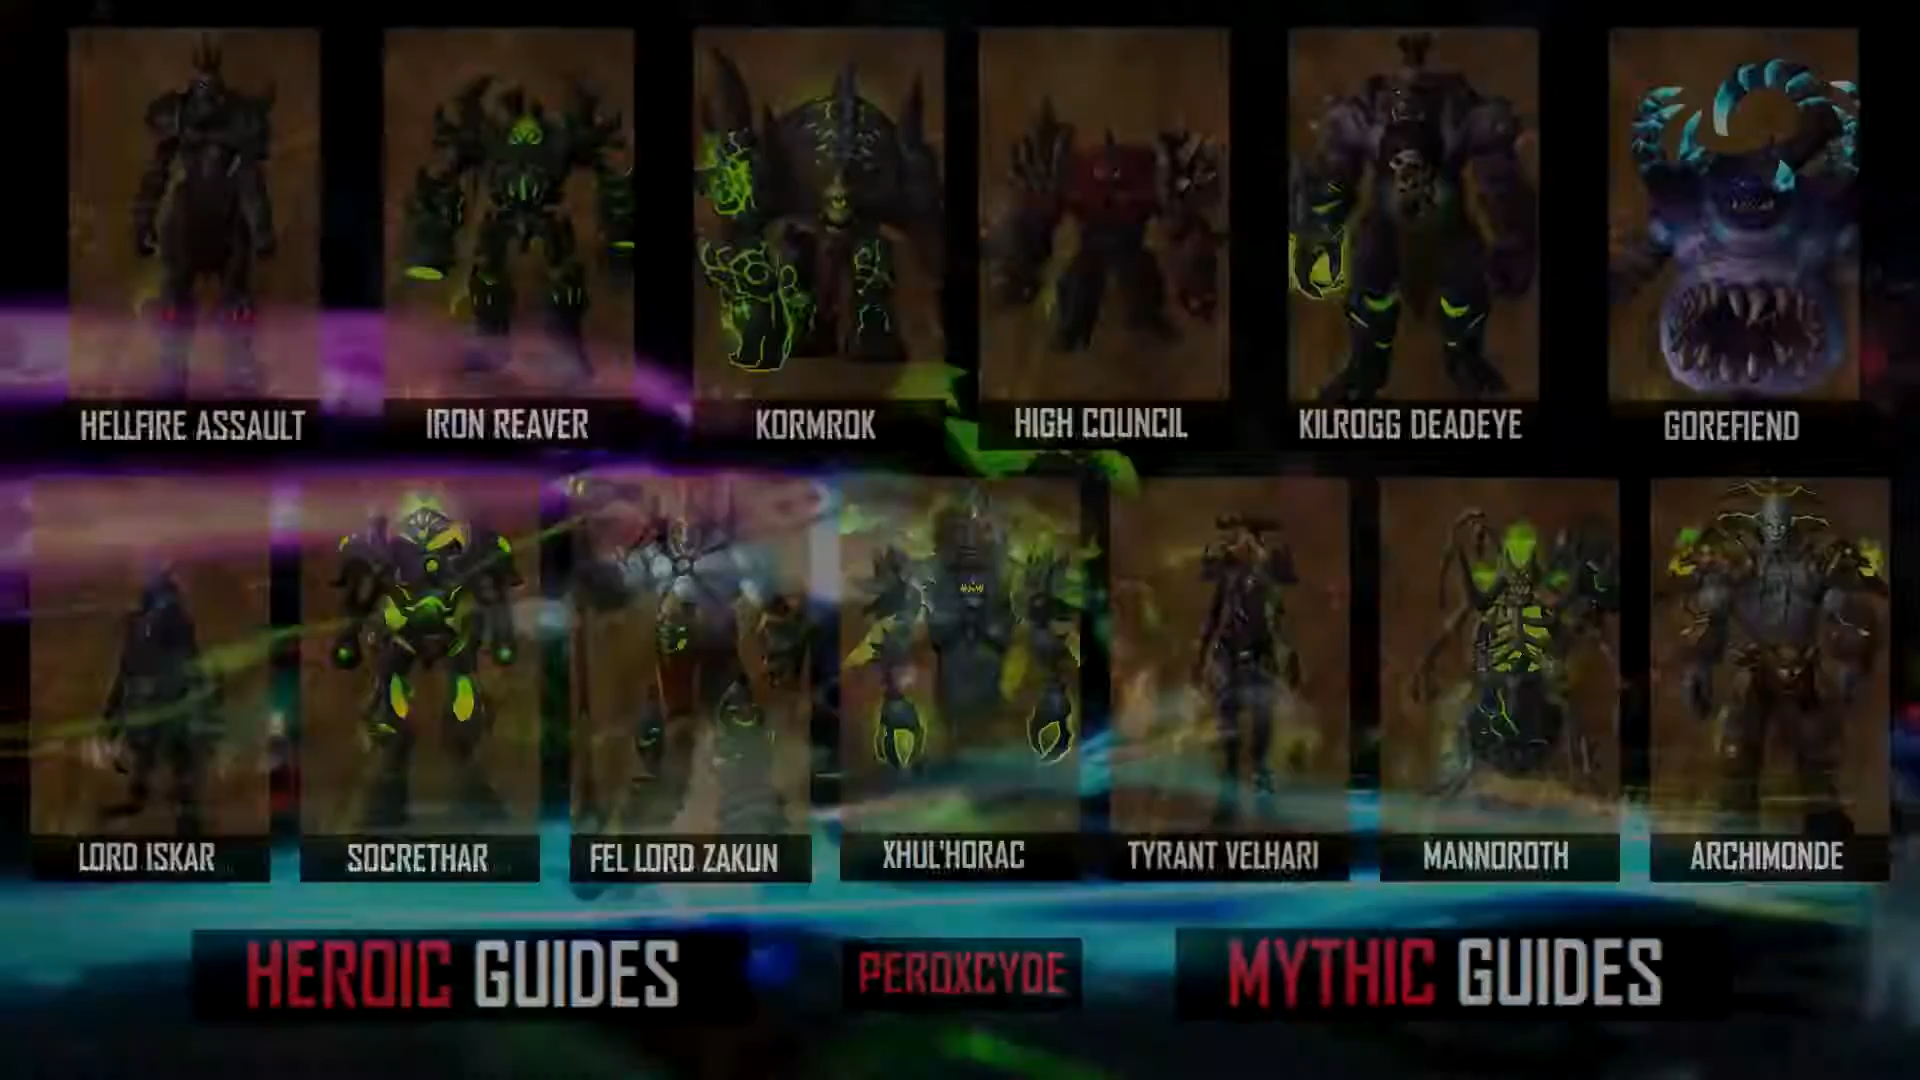 HELLFIRE ASSAULT
IRON REAVER
KORMROK
HIGH COUNCIL
KILROGG DEADEYE
GOREFIEND
LORD ISKAR
SOCRETHAR
FEL LORD ZAKUN
XHUL'HORAC
TYRANT VELHARI
MANNOROTH
ARCHIMONDE
HEROIC GUIDES
PEROXCYDE
MYTHIC GUIDES